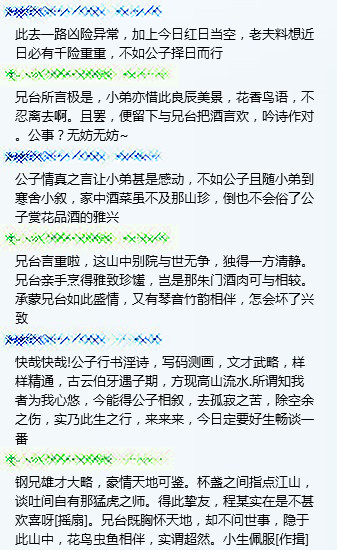 此去一路凶险异常，加上今日红日当空，老夫料想近
日必有千险重重，不如公子择日而行
兄台所言极是，小弟亦惜此良辰美景，花香鸟语，不
忍离去啊。且罢，便留下与兄台把酒言欢，吟诗作对
。公事？无妨无妨~
公子情真之言让小弟甚是感动，不如公子且随小弟到
寒舍小叙，家中酒菜虽不及那山珍，倒也不会俗了公
子赏花品酒的雅兴
兄台言重啦，这山中别院与世无争，独得一方清静。
兄台亲手烹得雅致珍馐，岂是那朱门酒肉可与相较。
承蒙兄台如此盛情，又有琴音竹韵相伴，怎会坏了兴
致
快哉快哉!公子行书淫诗，写码测画，文才武略，样
样精通，古云伯牙遇子期，方现高山流水.所谓知我
者为我心悠，今能得公子相叙，去孤寂之苦，除空余
之伤，实乃此生之行，来来来，今日定要好生畅谈一
番
钢兄雄才大略，豪情天地可鉴。杯盏之间指点江山，
谈吐间自有那猛虎之师。得此挚友，程某实在是不甚
欢喜呀[摇扇]。兄台既胸怀天地，却不问世事，隐于
此山中，花鸟虫鱼相伴，实谓超然。小生佩服[作揖]